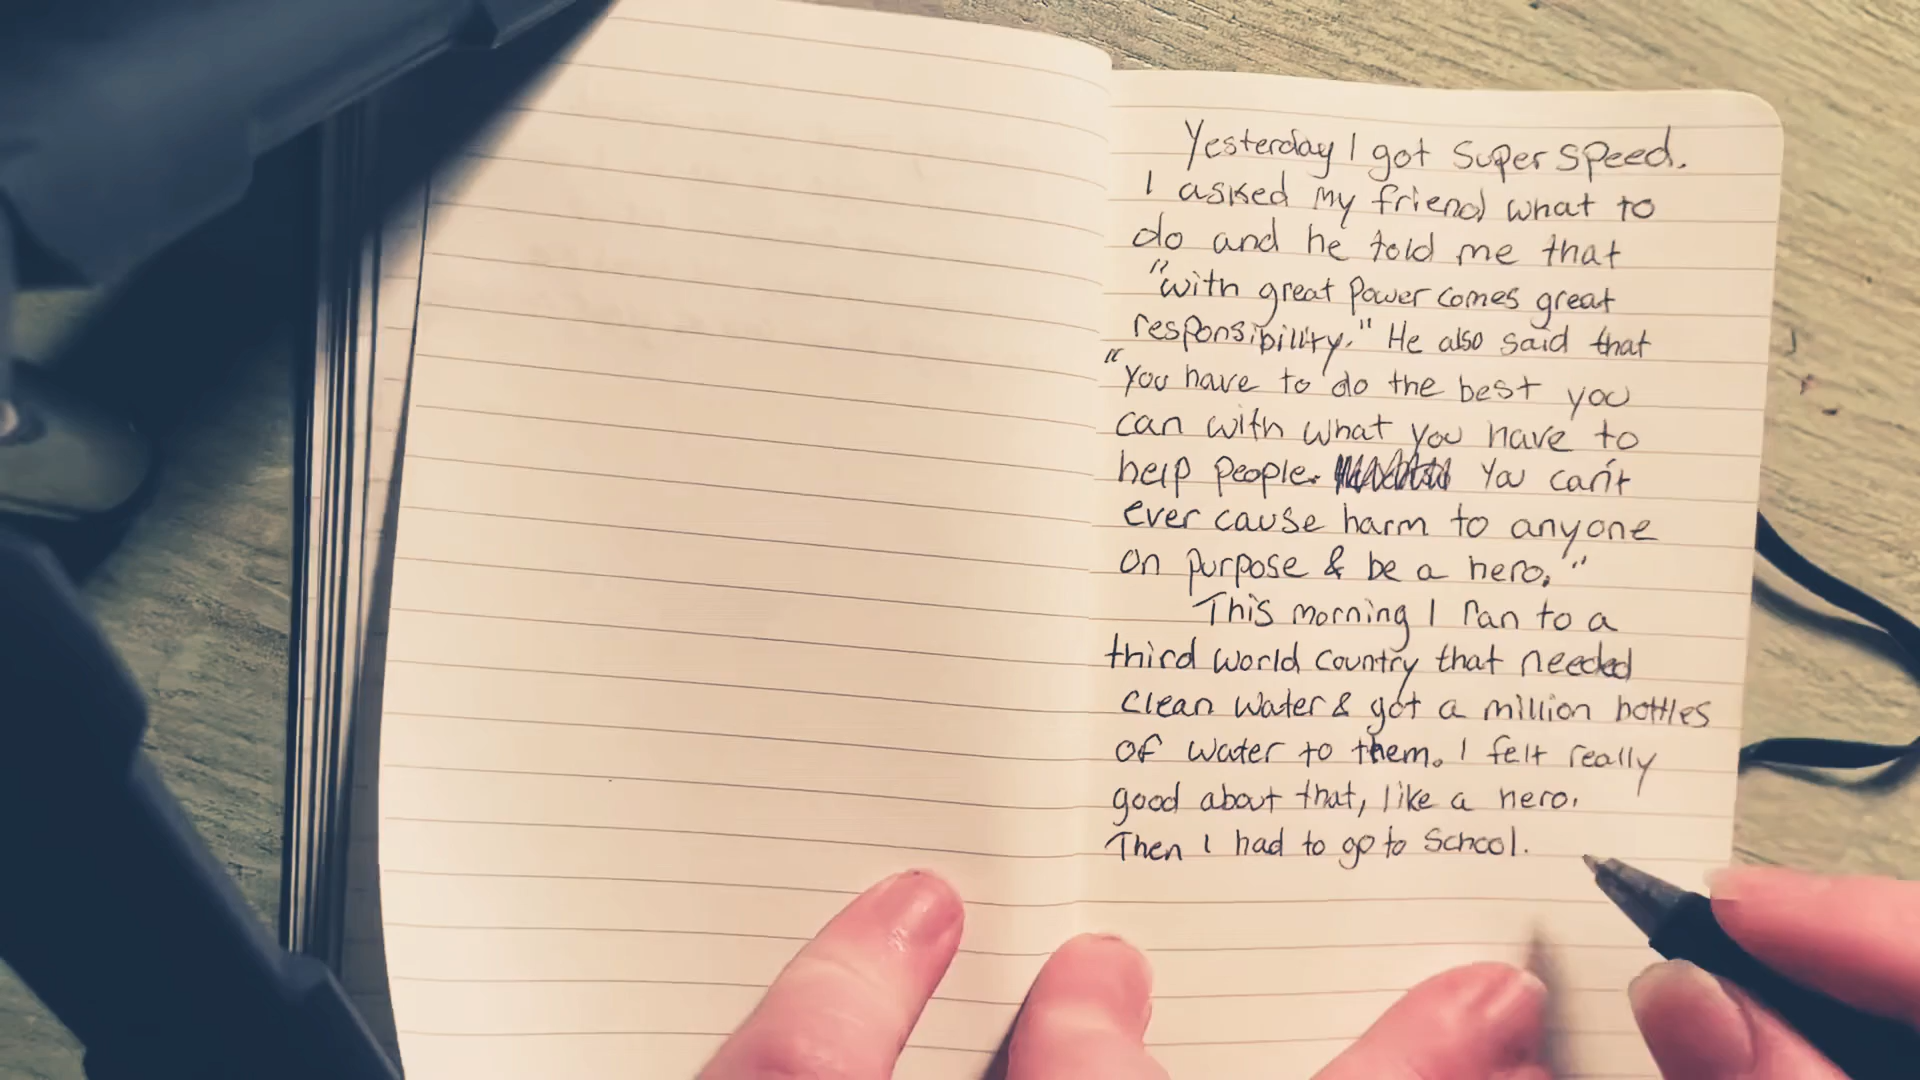 Yesterday I got Super Speed.
I asked my friend what to
do and he told me that
"with great power comes great
responsibility." He also said that
"You have to do the best you
can with what you have to
help people. You can't
ever cause harm to anyone
on purpose & be a hero."
This morning I ran to a
third world country that needed
clean water & got a million bottles
of water to them. I felt really
good about that, like a hero.
Then I had to go to School.